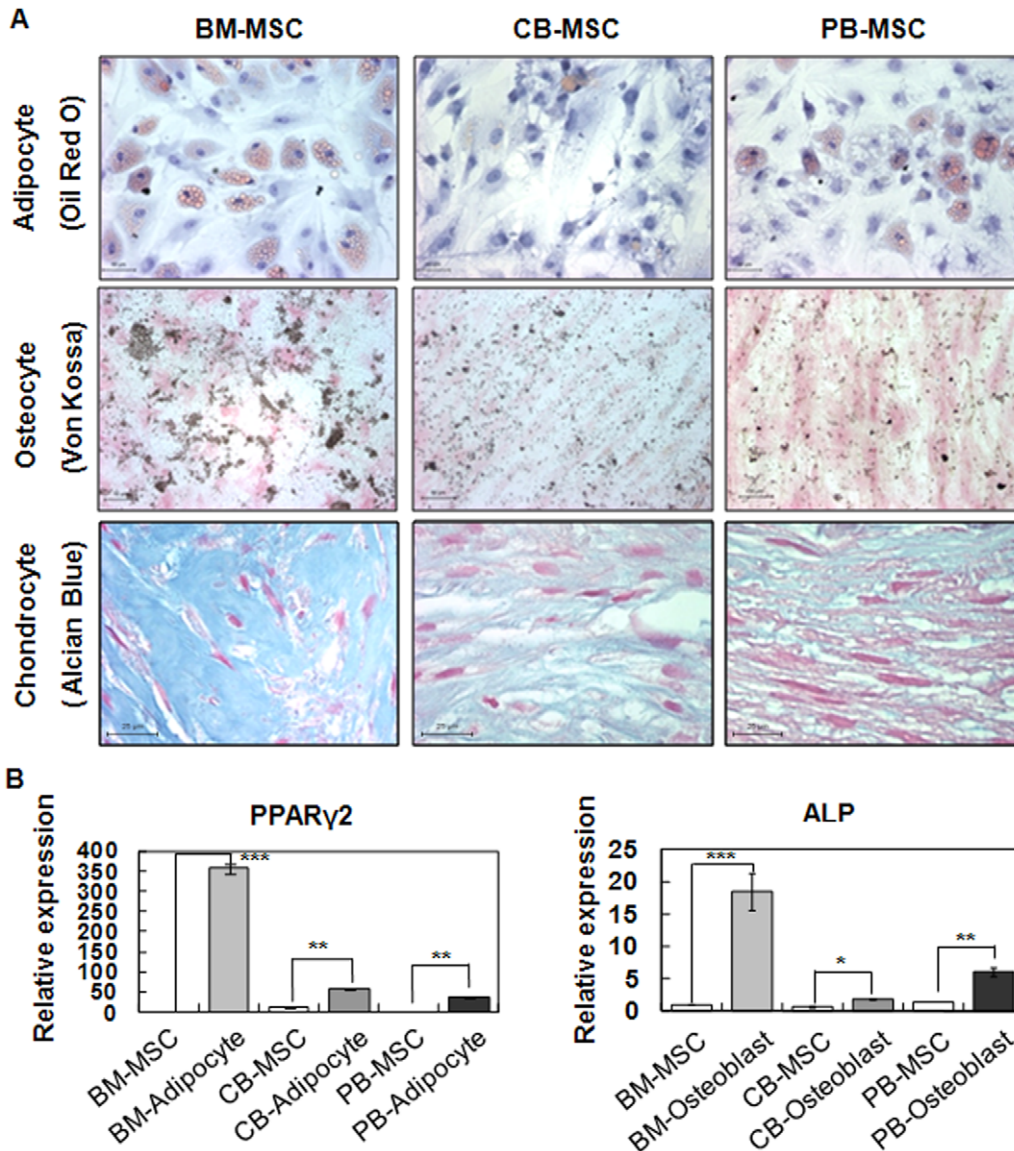 A
BM-MSC
CB-MSC
PB-MSC
Adipocyte
(Oil Red O)
Osteocyte
(Von Kossa)
Chondrocyte
( Alcian Blue)
25 µm
25 µm
25 µm
B
PPARγ2
Relative expression
400
350
300
250
200
150
100
50
0
***
**
**
BM-MSC
BM-Adipocyte
CB-MSC
CB-Adipocyte
PB-MSC
PB-Adipocyte
ALP
Relative expression
25
20
15
10
5
0
***
*
**
BM-MSC
BM-Osteoblast
CB-MSC
CB-Osteoblast
PB-MSC
PB-Osteoblast